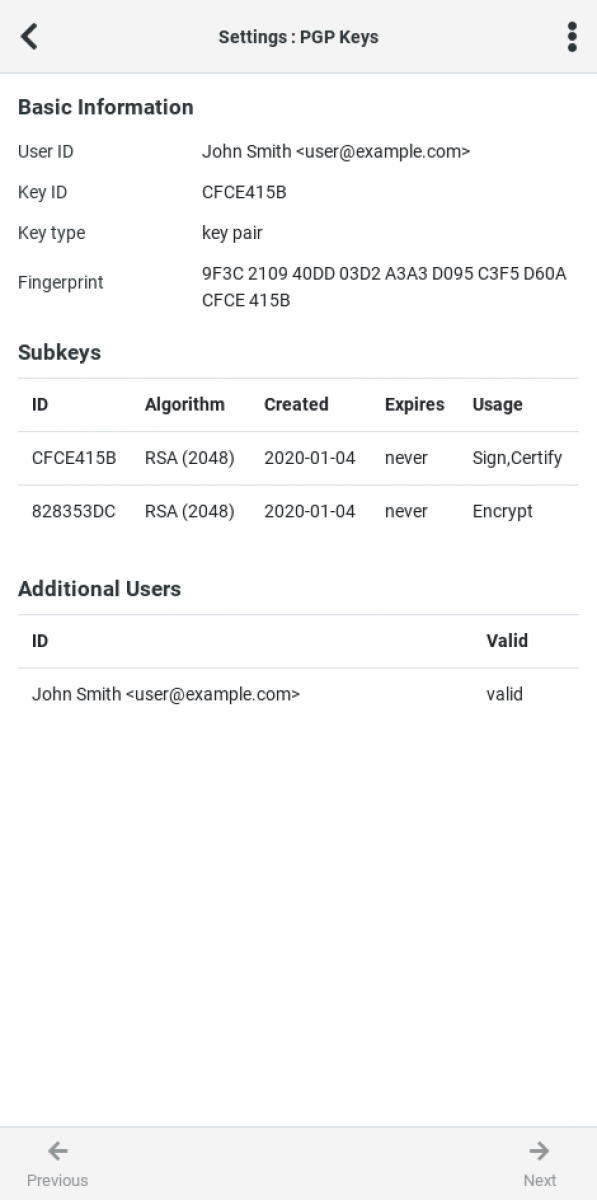 Settings : PGP Keys
Basic Information
User ID John Smith <user@example.com>
Key ID CFCE415B
Key type key pair
Fingerprint 9F3C 2109 40DD 03D2 A3A3 D095 C3F5 D60A
CFCE 415B
Subkeys
ID Algorithm Created Expires Usage
CFCE415B RSA (2048) 2020-01-04 never Sign,Certify
828353DC RSA (2048) 2020-01-04 never Encrypt
Additional Users
ID Valid
John Smith <user@example.com> valid
Previous Next